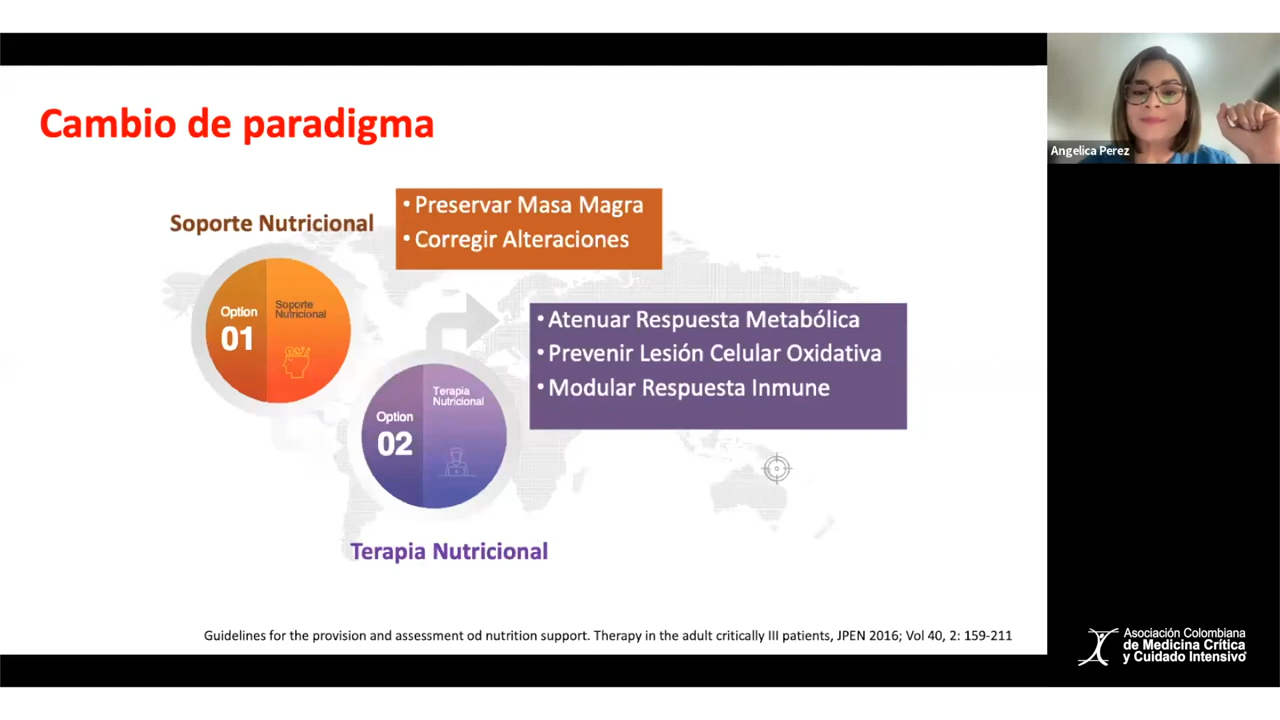 Cambio de paradigma
Soporte Nutricional
• Preservar Masa Magra
• Corregir Alteraciones
Option
01
Soporte
Nutricional
• Atenuar Respuesta Metabólica
• Prevenir Lesión Celular Oxidativa
• Modular Respuesta Inmune
Option
02
Terapia
Nutricional
Terapia Nutricional
Guidelines for the provision and assessment od nutrition support. Therapy in the adult critically III patients, JPEN 2016; Vol 40, 2: 159-211
Angelica Perez
Asociación Colombiana
de Medicina Crítica
y Cuidado Intensivo